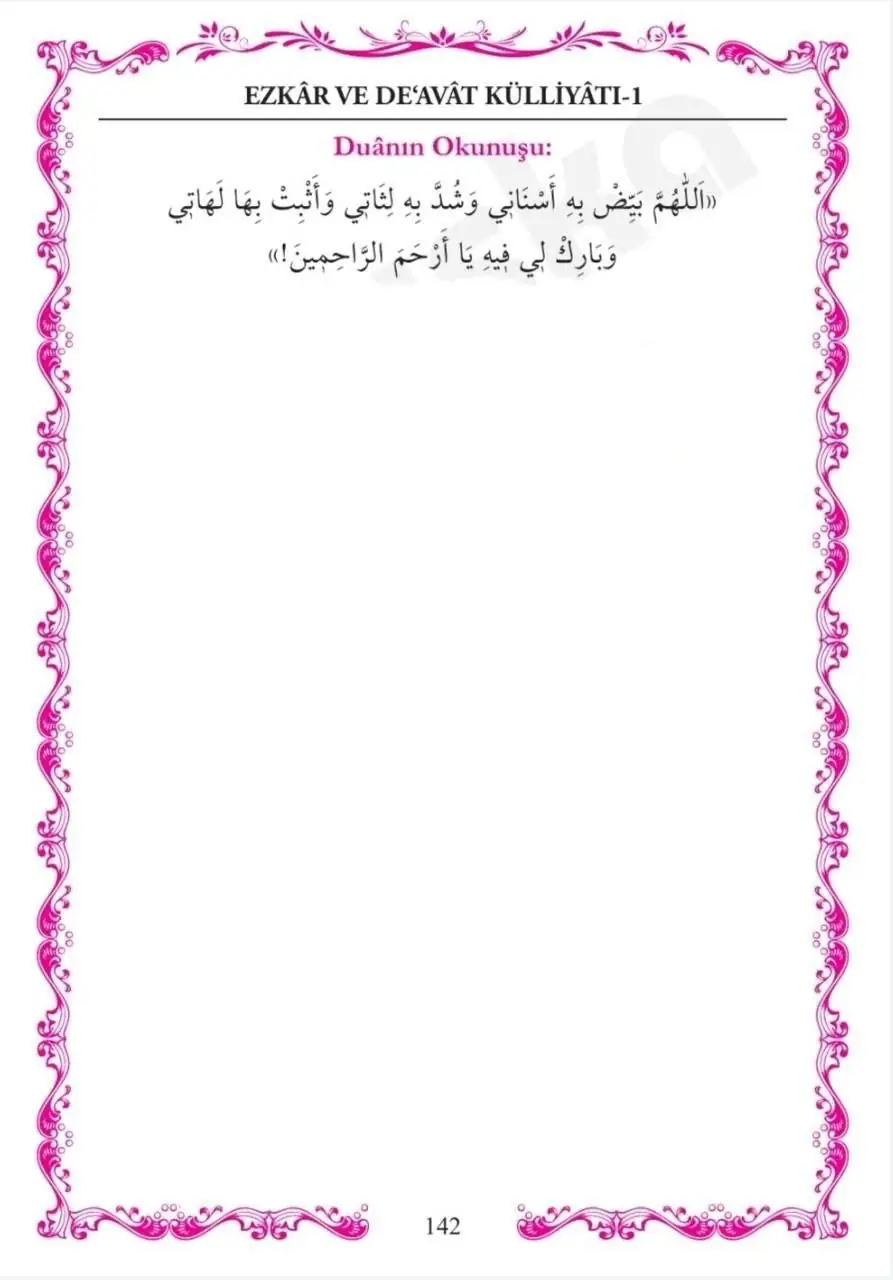 EZKÂR VE DE‘AVÂT KÜLLİYÂTI-1
Duânın Okunuşu:
«اَللّٰهُمَّ بَيِّضْ بِهِ أَسْنَانِي وَشُدَّ بِهِ لِثَاتِي وَأَثْبِتْ بِهَا لَهَاتِي
وَبَارِكْ لِي فِيهِ يَا أَرْحَمَ الرَّاحِمِينَ!»
142